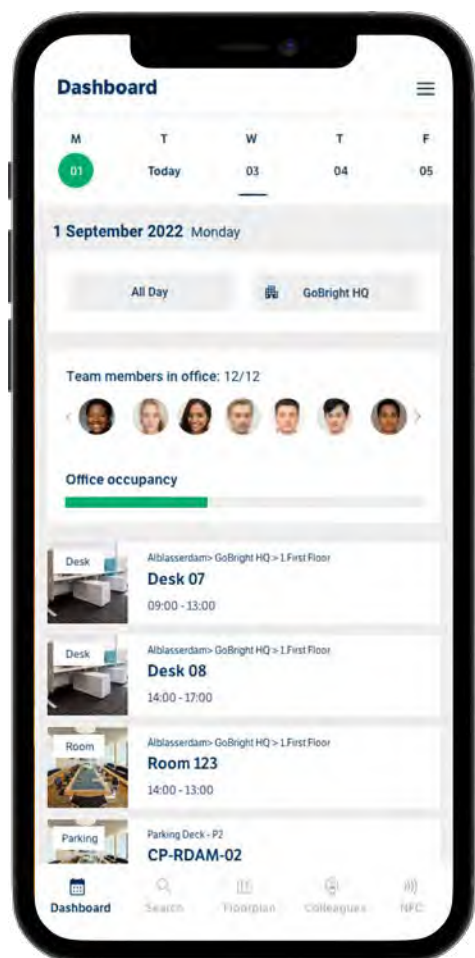 Dashboard
M T W T F
01 Today 03 04 05
1 September 2022 Monday
All Day GoBright HQ
Team members in office: 12/12
Office occupancy
Desk
Alblasserdam> GoBright HQ > 1.First Floor
Desk 07
09:00 - 13:00
Desk
Alblasserdam> GoBright HQ > 1.First Floor
Desk 08
14:00 - 17:00
Room
Alblasserdam> GoBright HQ > 1.First Floor
Room 123
14:00 - 13:00
Parking
Parking Deck - P2
CP-RDAM-02
Dashboard Search Floorplan Colleagues NFC